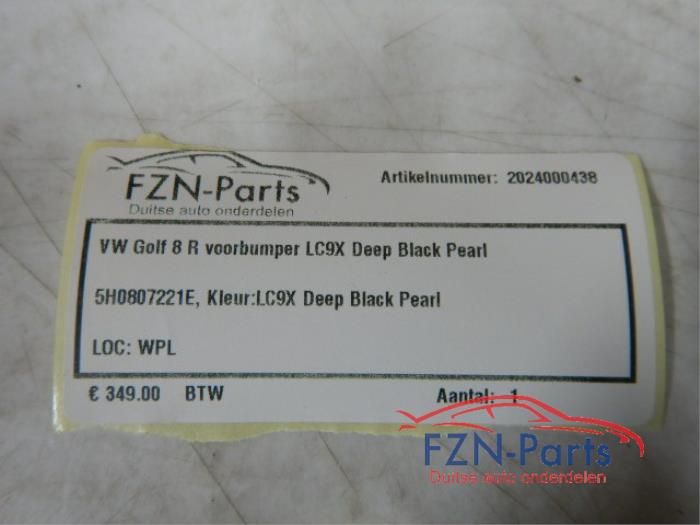 FZN-Parts
Duitse auto onderdelen
Artikelnummer: 2024000438
VW Golf 8 R voorbumper LC9X Deep Black Pearl
5H0807221E, Kleur:LC9X Deep Black Pearl
LOC: WPL
€ 349.00 BTW
Aantal: 1
FZN-Parts
Duitse auto onderdelen